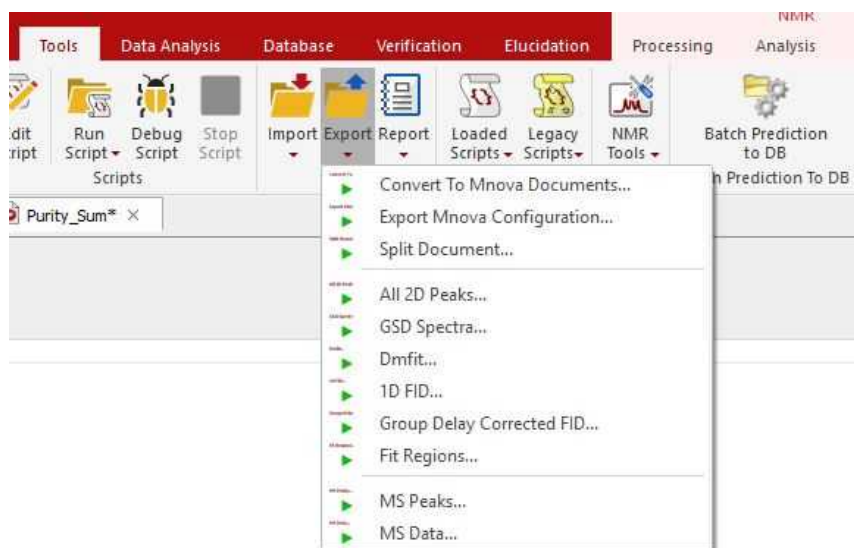 NMR
Tools Data Analysis Database Verification Elucidation Processing Analysis
dit Run Debug Stop Import Export Report Loaded Legacy NMR Batch Prediction
ript Script Script Script Scripts Scripts Tools to DB
Scripts h Prediction To DB
Purity_Sum*
Convert To Mnova Documents...
Export Mnova Configuration...
Split Document...
All 2D Peaks...
GSD Spectra...
Dmfit...
1D FID...
Group Delay Corrected FID...
Fit Regions...
MS Peaks...
MS Data...